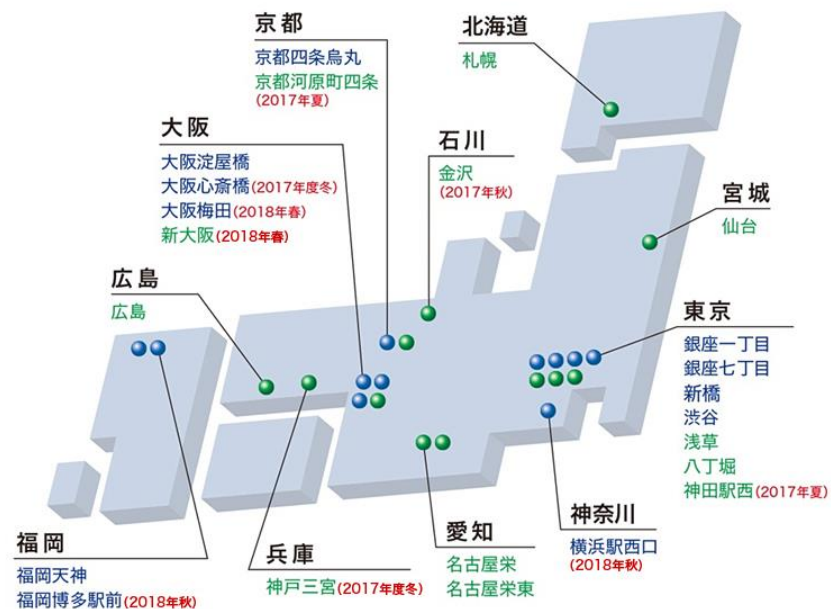 京都
京都四条烏丸
京都河原町四条
(2017年夏)
北海道
札幌
大阪
大阪淀屋橋
大阪心斎橋(2017年度冬)
大阪梅田(2018年春)
新大阪(2018年春)
石川
金沢
(2017年秋)
宮城
仙台
広島
広島
東京
銀座一丁目
銀座七丁目
新橋
渋谷
浅草
八丁堀
神田駅西(2017年夏)
福岡
福岡天神
福岡博多駅前(2018年秋)
兵庫
神戸三宮(2017年度冬)
愛知
名古屋栄
名古屋栄東
神奈川
横浜駅西口
(2018年秋)